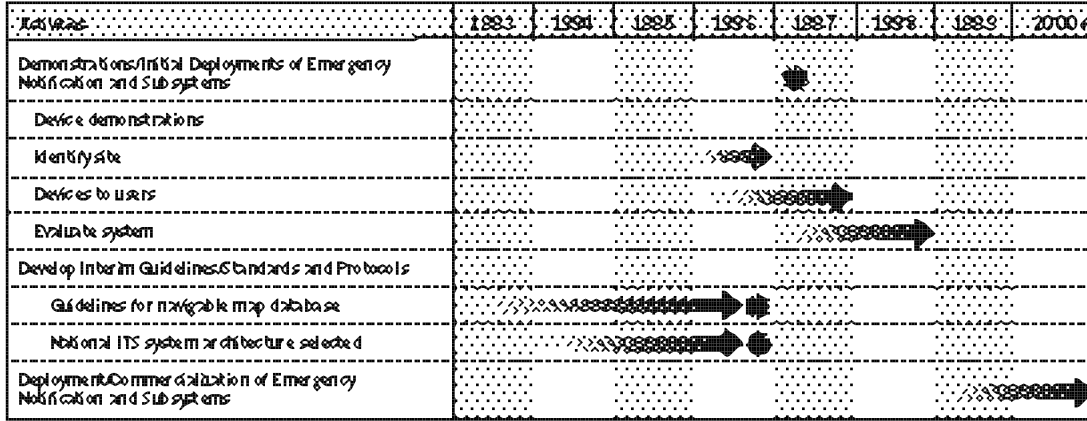 Activities 1993 1994 1995 1996 1997 1998 1999 2000
Demonstrations/Initial Deployments of Emergency
Notification and Subsystems
Device demonstrations
Identify site
Devices to users
Evaluate system
Develop Interim Guidelines/Standards and Protocols
Guidelines for navigable map database
National ITS system architecture selected
Deployment/Commercialization of Emergency
Notification and Subsystems